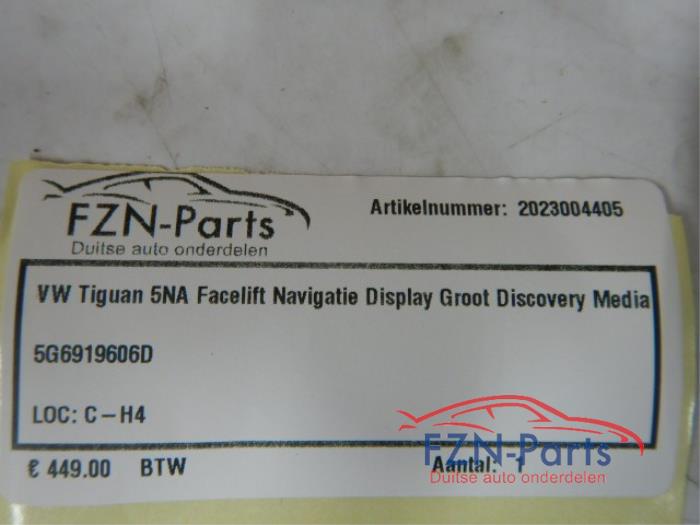 FZN-Parts
Duitse auto onderdelen
Artikelnummer: 2023004405
VW Tiguan 5NA Facelift Navigatie Display Groot Discovery Media
5G6919606D
LOC: C-H4
€ 449.00 BTW Aantal: 1
FZN-Parts
Duitse auto onderdelen